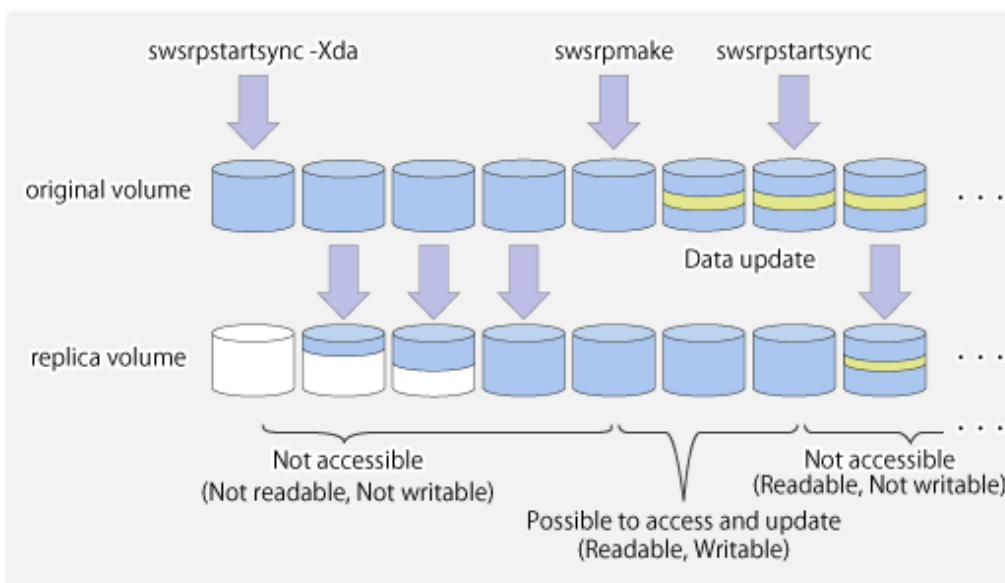 swsrpstartsync -Xda
swsrpmake
swsrpstartsync
original volume
. . .
Data update
replica volume
. . .
. . .
Not accessible
(Not readable, Not writable)
Not accessible
(Readable, Not writable)
Possible to access and update
(Readable, Writable)